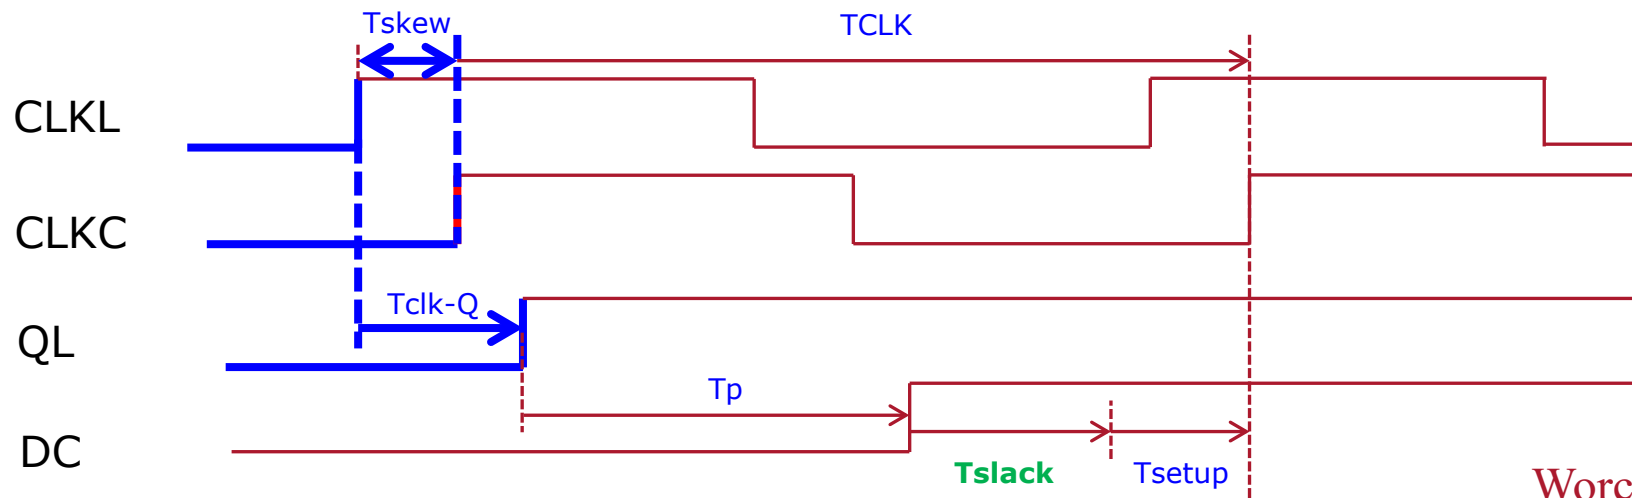 Tskew
TCLK
CLKL
CLKC
Tclk-Q
QL
Tp
DC
Tslack
Tsetup